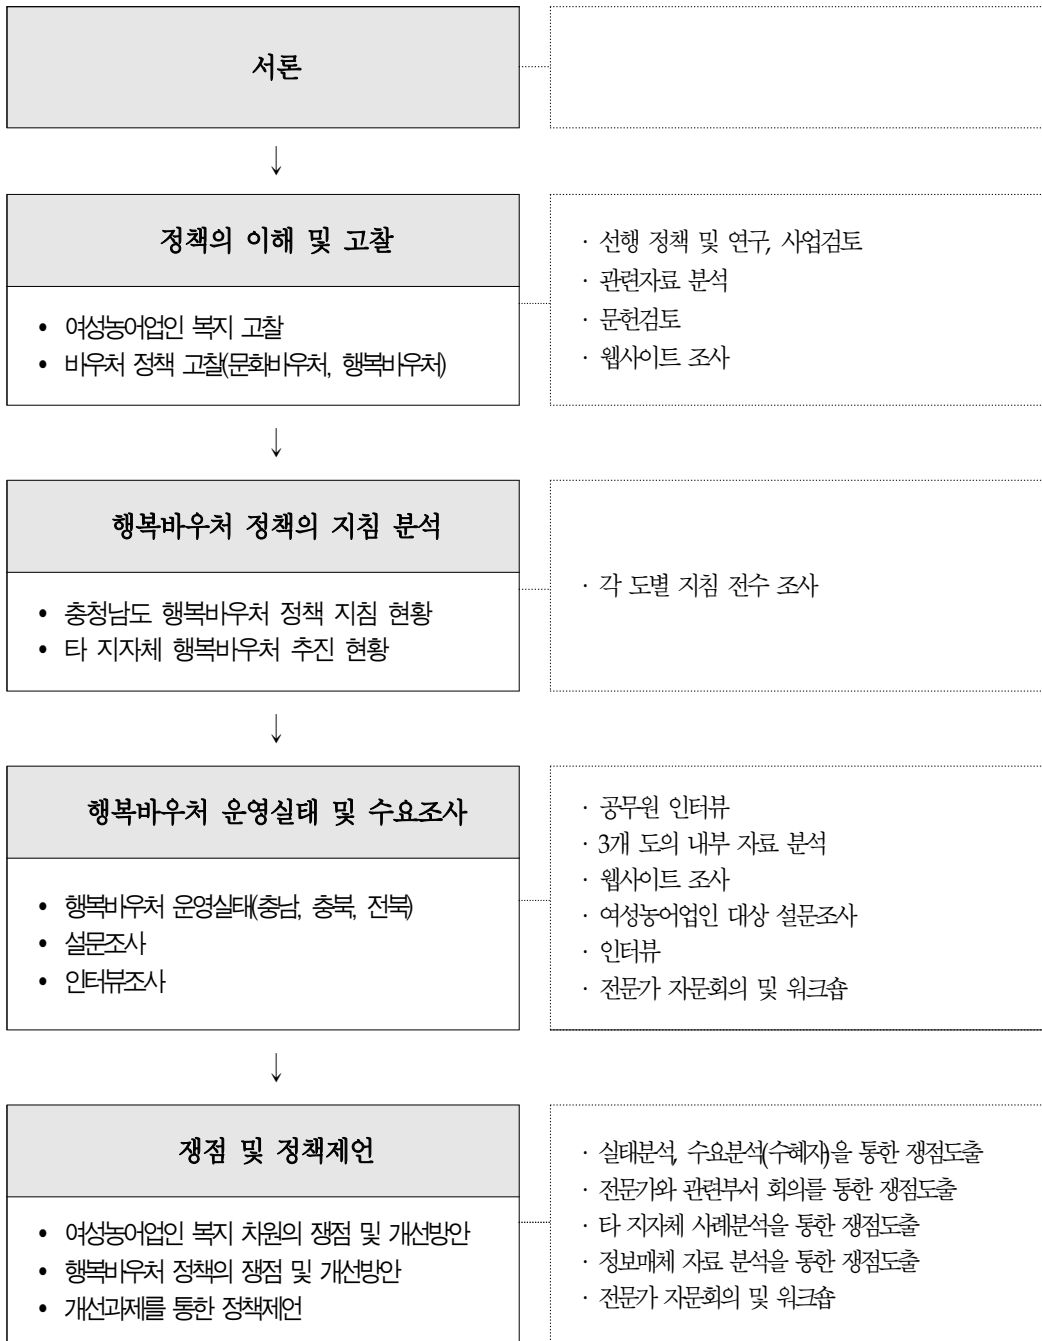 서론
↓
정책의 이해 및 고찰
• 여성농어업인 복지 고찰
• 바우처 정책 고찰(문화바우처, 행복바우처)
· 선행 정책 및 연구, 사업검토
· 관련자료 분석
· 문헌검토
· 웹사이트 조사
↓
행복바우처 정책의 지침 분석
• 충청남도 행복바우처 정책 지침 현황
• 타 지자체 행복바우처 추진 현황
· 각 도별 지침 전수 조사
↓
행복바우처 운영실태 및 수요조사
• 행복바우처 운영실태(충남, 충북, 전북)
• 설문조사
• 인터뷰조사
· 공무원 인터뷰
· 3개 도의 내부 자료 분석
· 웹사이트 조사
· 여성농어업인 대상 설문조사
· 인터뷰
· 전문가 자문회의 및 워크숍
↓
쟁점 및 정책제언
• 여성농어업인 복지 차원의 쟁점 및 개선방안
• 행복바우처 정책의 쟁점 및 개선방안
• 개선과제를 통한 정책제언
· 실태분석, 수요분석(수혜자)을 통한 쟁점도출
· 전문가와 관련부서 회의를 통한 쟁점도출
· 타 지자체 사례분석을 통한 쟁점도출
· 정보매체 자료 분석을 통한 쟁점도출
· 전문가 자문회의 및 워크숍